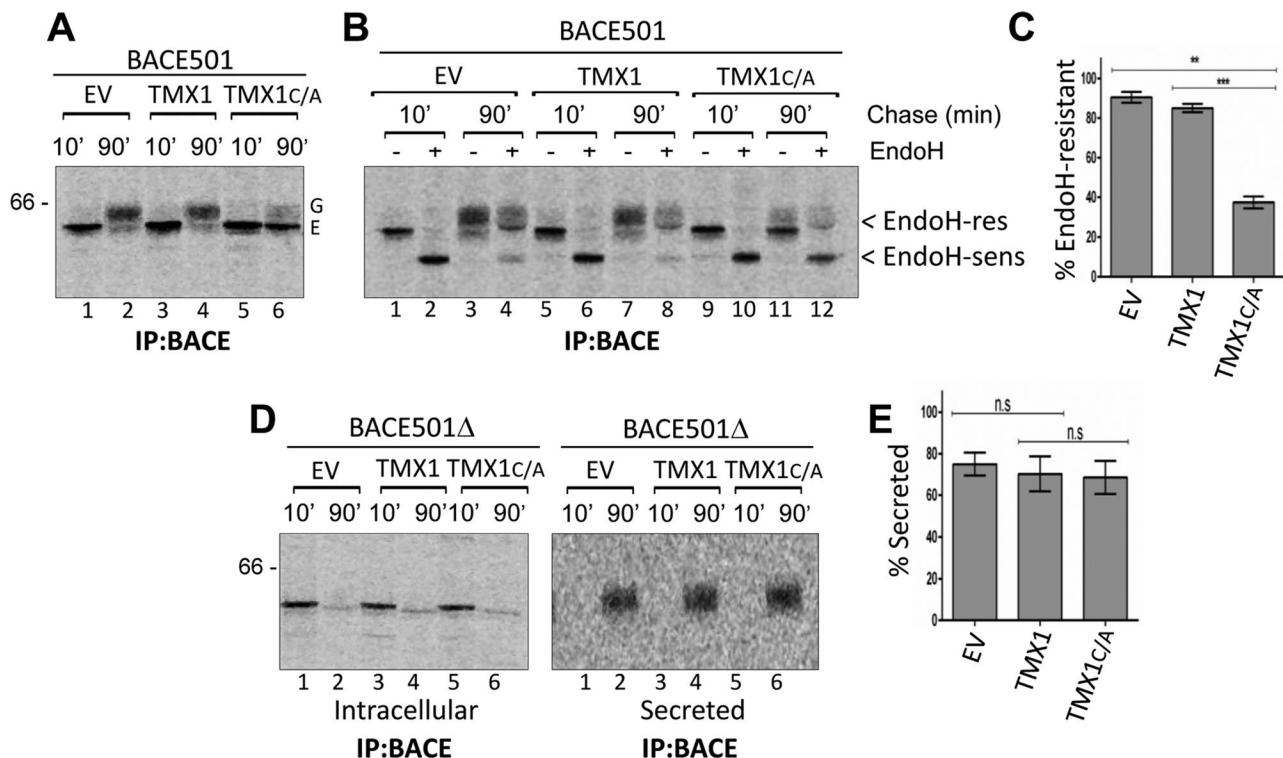 A
BACE501
EV TMX1 TMX1C/A
10’ 90’ 10’ 90’ 10’ 90’
66 -
G
E
1 2 3 4 5 6
IP:BACE
B
BACE501
EV TMX1 TMX1C/A
10’ 90’ 10’ 90’ 10’ 90’ Chase (min)
- + - + - + - + - + - + EndoH
< EndoH-res
< EndoH-sens
1 2 3 4 5 6 7 8 9 10 11 12
IP:BACE
C
% EndoH-resistant
**
***
100
80
60
40
20
0
EV TMX1 TMX1C/A
D
BACE501Δ
EV TMX1 TMX1C/A
10’ 90’ 10’ 90’ 10’ 90’
66 -
1 2 3 4 5 6
Intracellular
IP:BACE
BACE501Δ
EV TMX1 TMX1C/A
10’ 90’ 10’ 90’ 10’ 90’
1 2 3 4 5 6
Secreted
IP:BACE
E
% Secreted
n.s
n.s
100
80
60
40
20
0
EV TMX1 TMX1C/A